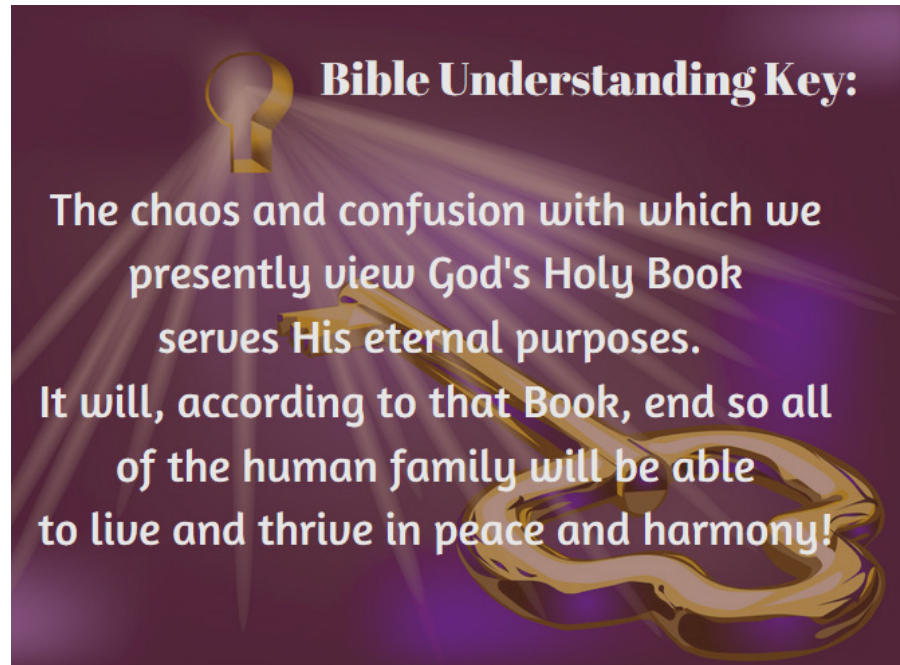 Bible Understanding Key:
The chaos and confusion with which we
presently view God's Holy Book
serves His eternal purposes.
It will, according to that Book, end so all
of the human family will be able
to live and thrive in peace and harmony!